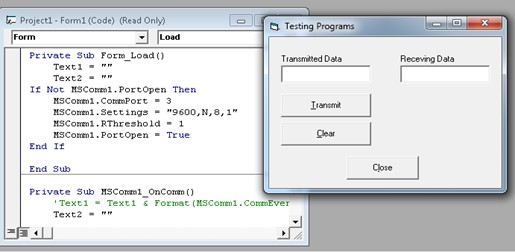 Project1 - Form1 (Code) (Read Only)
Form
Load
Private Sub Form_Load()
Text1 = ""
Text2 = ""
If Not MSComm1.PortOpen Then
MSComm1.CommPort = 3
MSComm1.Settings = "9600,N,8,1"
MSComm1.RThreshold = 1
MSComm1.PortOpen = True
End If
End Sub
Private Sub MSComm1_OnComm()
'Text1 = Text1 & Format(MSComm1.CommEver
Text2 = ""
Testing Programs
Transmitted Data
Receving Data
Transmit
Clear
Close